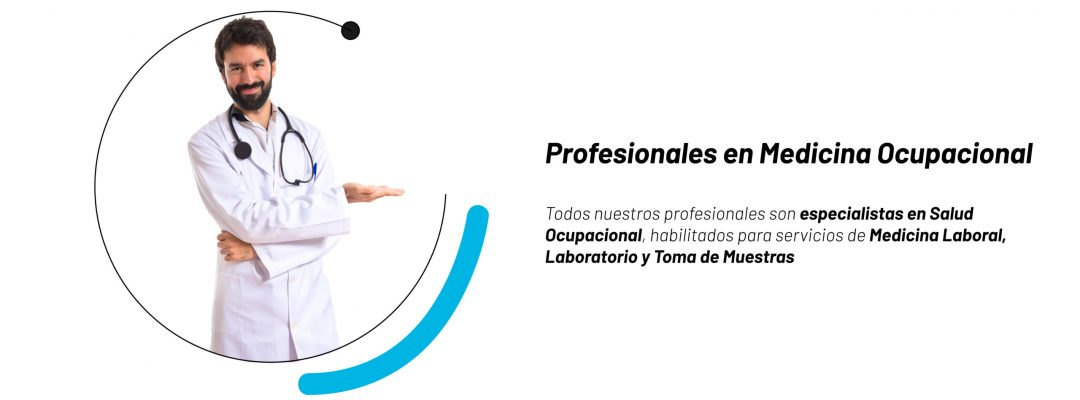 Profesionales en Medicina Ocupacional
Todos nuestros profesionales son especialistas en Salud
Ocupacional, habilitados para servicios de Medicina Laboral,
Laboratorio y Toma de Muestras